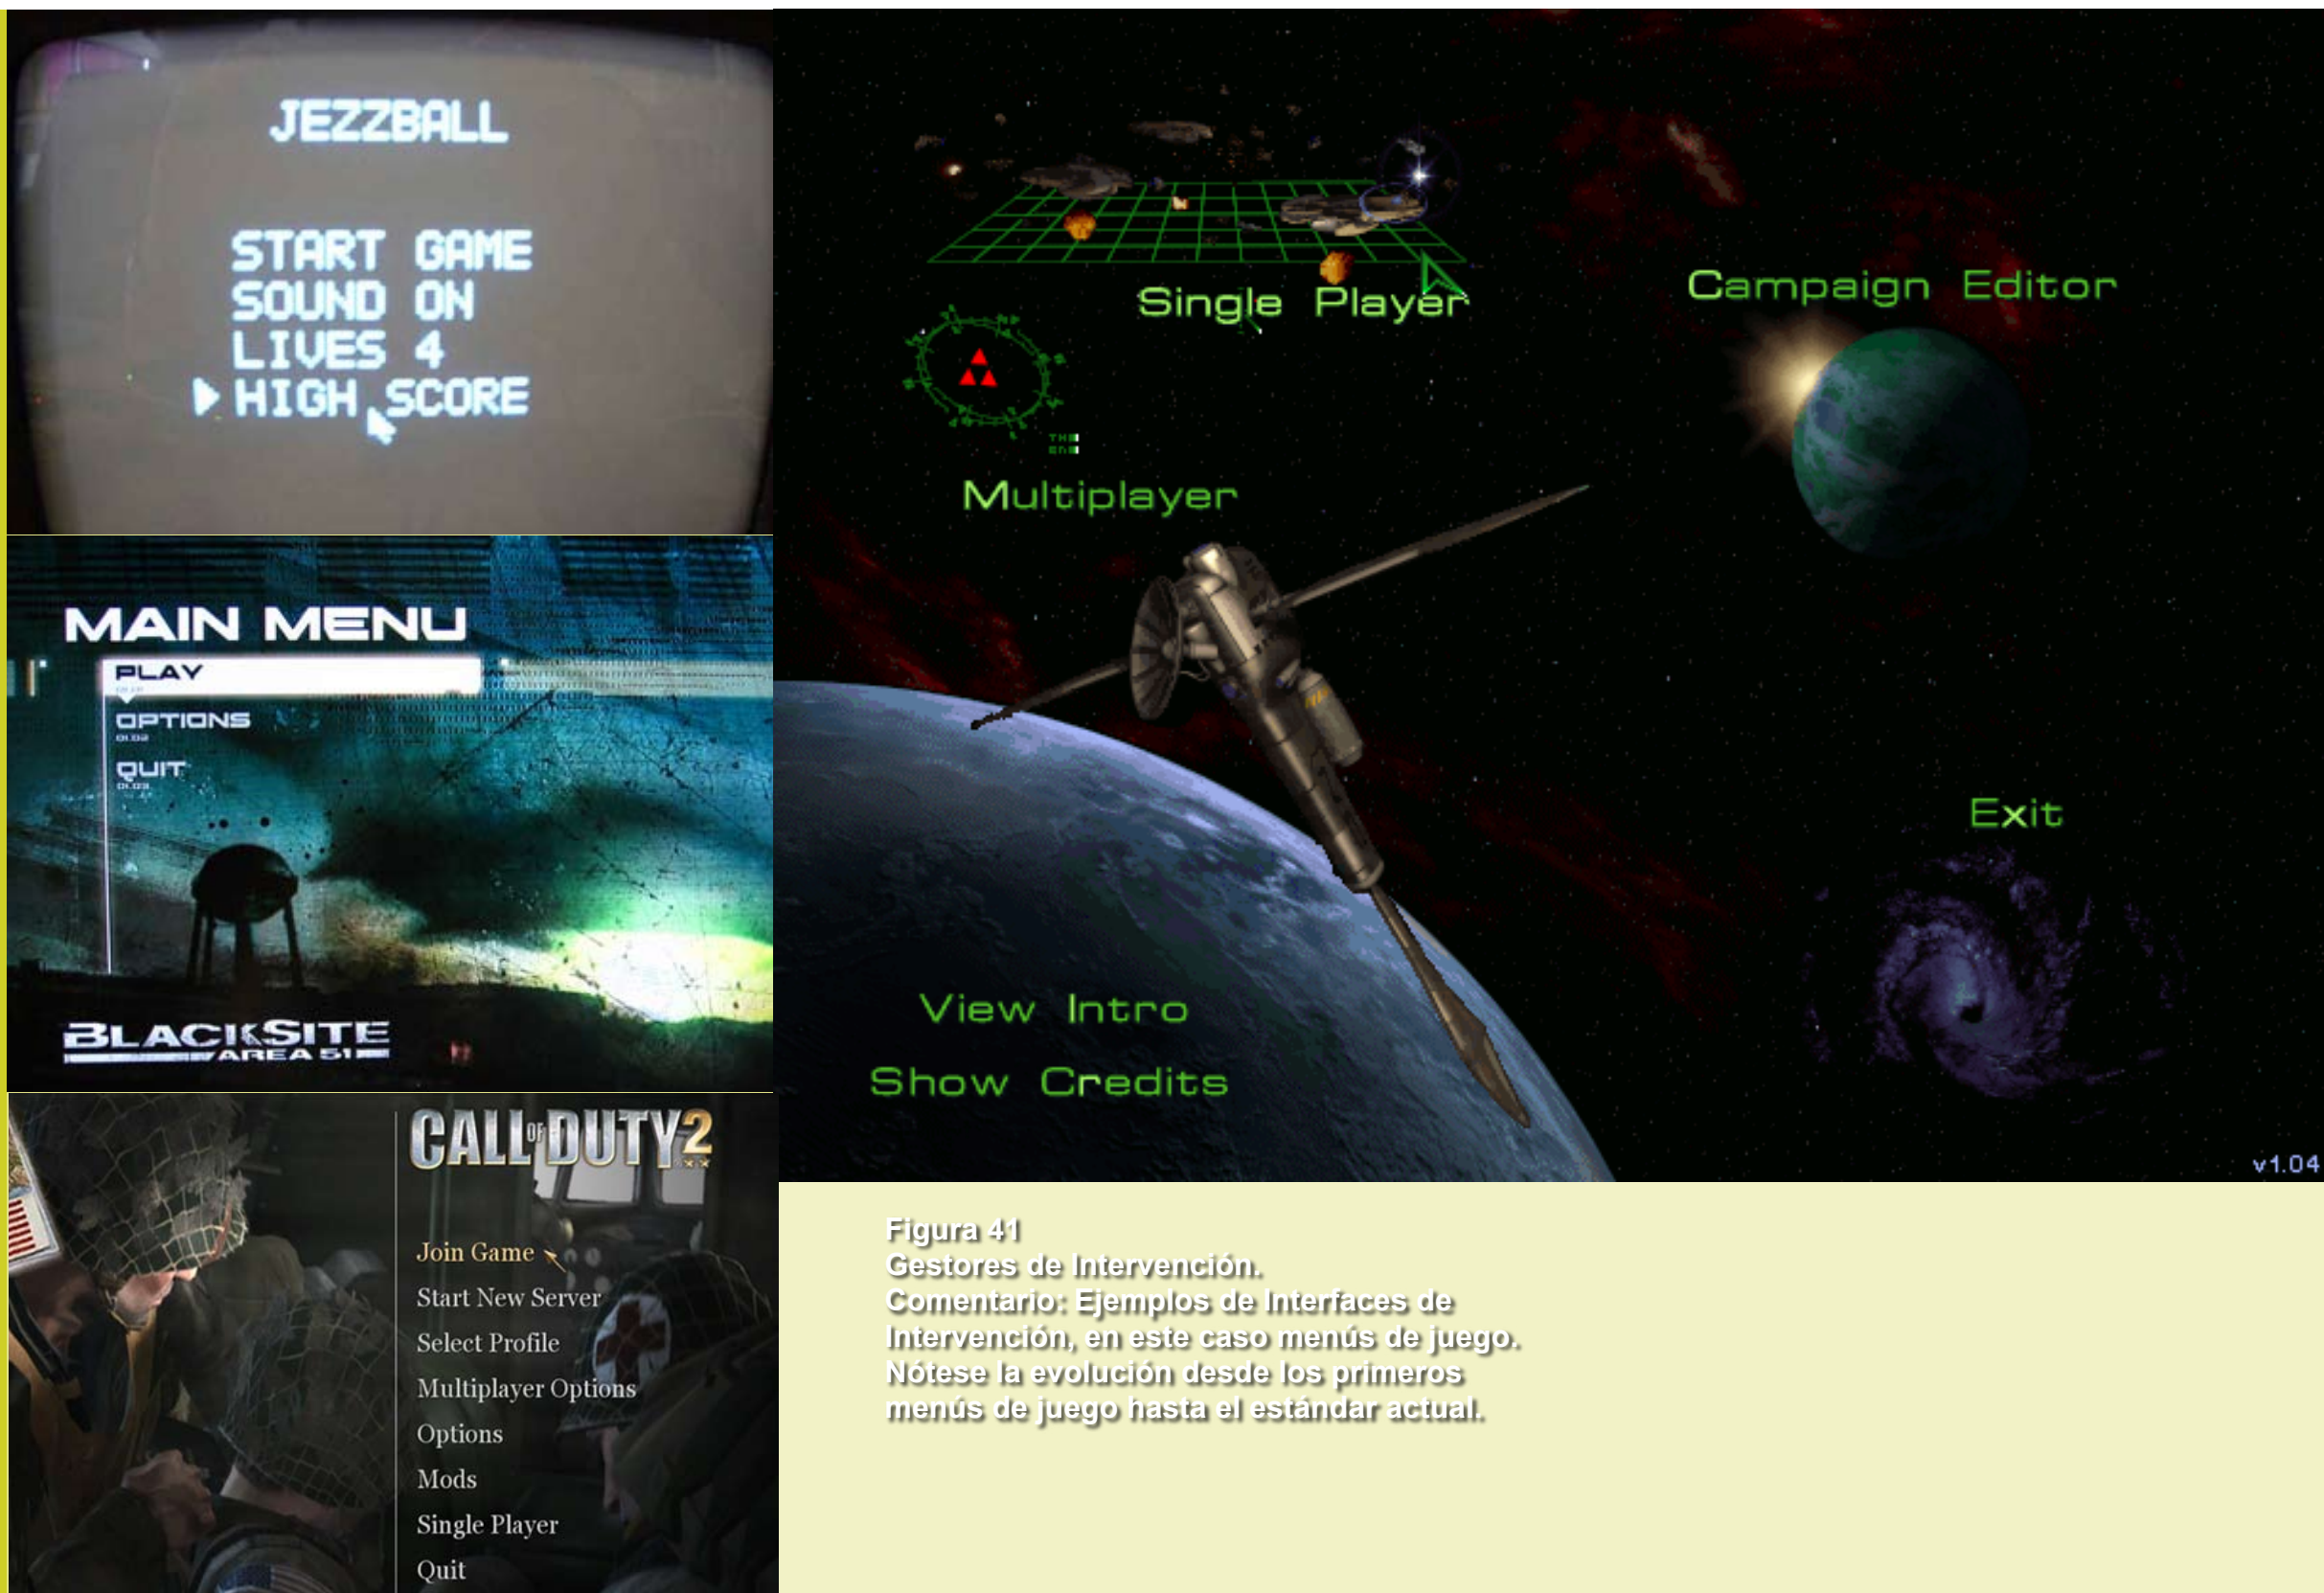 JEZZBALL
START GAME
SOUND ON
LIVES 4
HIGH SCORE
MAIN MENU
PLAY
OPTIONS
01.02
QUIT
01.03
BLACKSITE
AREA 51
CALL OF DUTY 2
Join Game
Start New Server
Select Profile
Multiplayer Options
Options
Mods
Single Player
Quit
Single Player
Campaign Editor
Multiplayer
Exit
View Intro
Show Credits
v1.04
Figura 41
Gestores de Intervención.
Comentario: Ejemplos de Interfaces de
Intervención, en este caso menús de juego.
Nótese la evolución desde los primeros
menús de juego hasta el estándar actual.